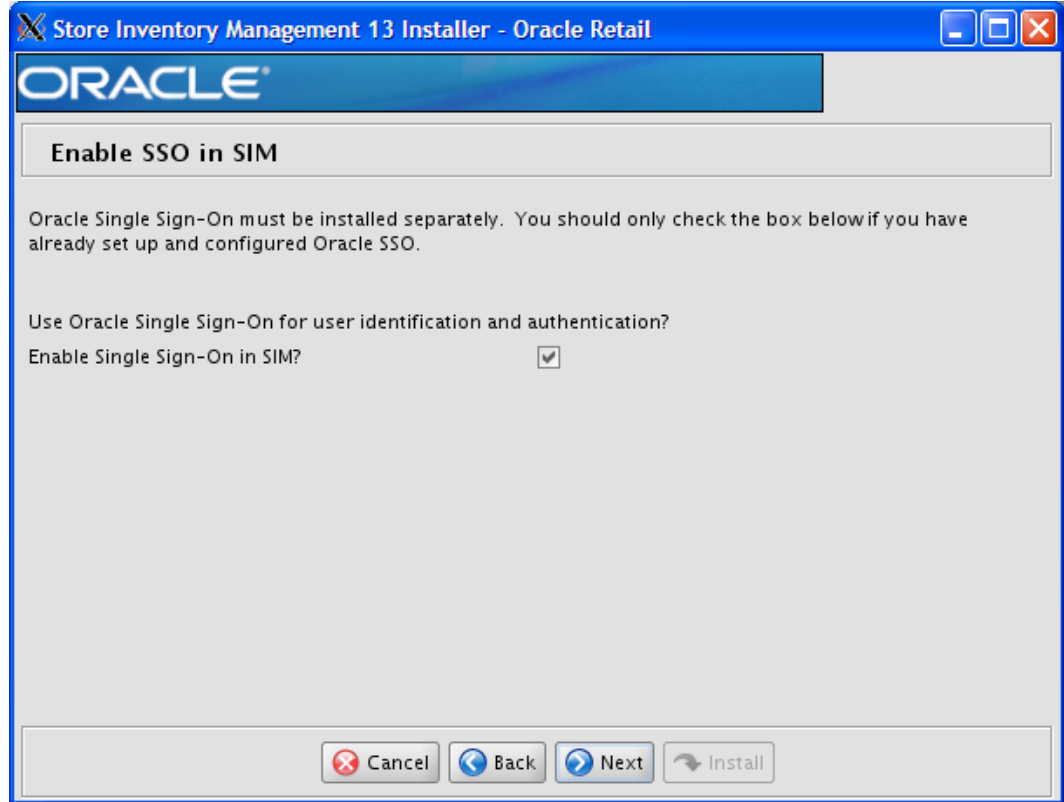 Store Inventory Management 13 Installer - Oracle Retail
ORACLE®
Enable SSO in SIM
Oracle Single Sign-On must be installed separately. You should only check the box below if you have
already set up and configured Oracle SSO.
Use Oracle Single Sign-On for user identification and authentication?
Enable Single Sign-On in SIM?
Cancel Back Next Install